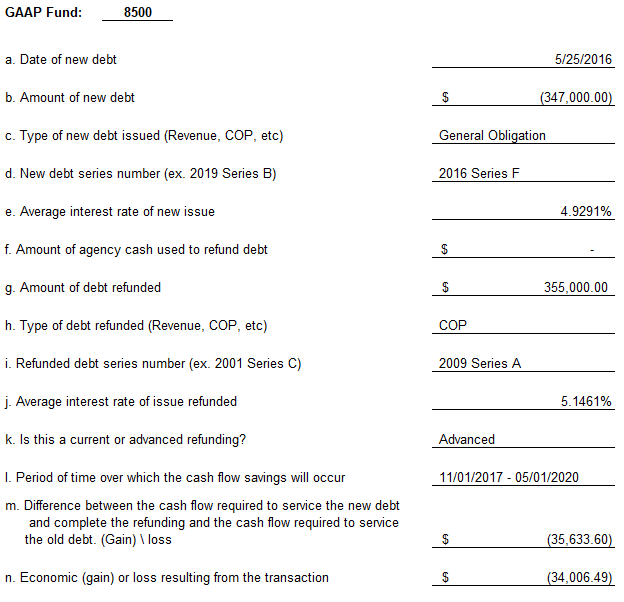 GAAP Fund: 8500
a. Date of new debt 5/25/2016
b. Amount of new debt $ (347,000.00)
c. Type of new debt issued (Revenue, COP, etc) General Obligation
d. New debt series number (ex. 2019 Series B) 2016 Series F
e. Average interest rate of new issue 4.9291%
f. Amount of agency cash used to refund debt $ -
g. Amount of debt refunded $ 355,000.00
h. Type of debt refunded (Revenue, COP, etc) COP
i. Refunded debt series number (ex. 2001 Series C) 2009 Series A
j. Average interest rate of issue refunded 5.1461%
k. Is this a current or advanced refunding? Advanced
l. Period of time over which the cash flow savings will occur 11/01/2017 - 05/01/2020
m. Difference between the cash flow required to service the new debt
and complete the refunding and the cash flow required to service
the old debt. (Gain) \ loss $ (35,633.60)
n. Economic (gain) or loss resulting from the transaction $ (34,006.49)